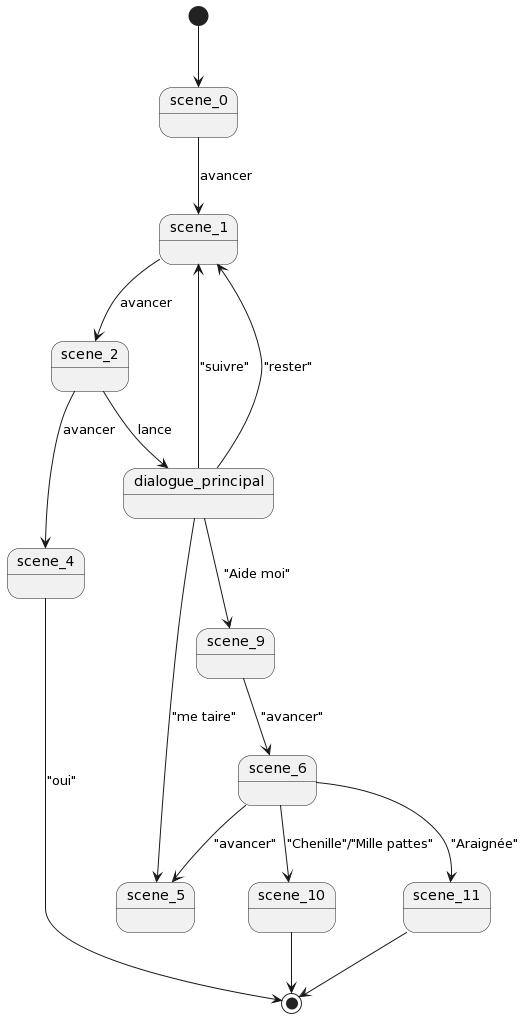 scene_0
avancer
scene_1
avancer
"suivre"
"rester"
scene_2
avancer
lance
dialogue_principal
scene_4
"Aide moi"
scene_9
"me taire"
"avancer"
scene_6
"oui"
"avancer"
"Chenille"/"Mille pattes"
"Araignée"
scene_5
scene_10
scene_11